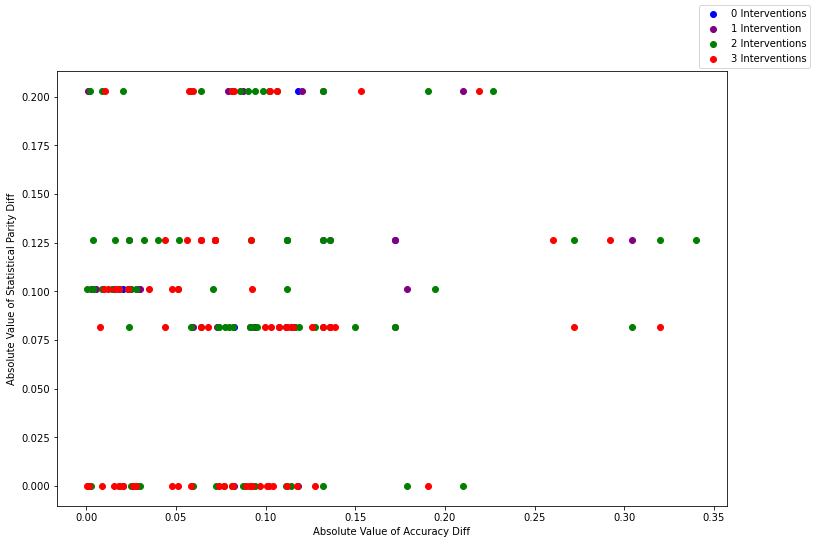 0 Interventions
1 Intervention
2 Interventions
3 Interventions
0.200
0.175
0.150
0.125
0.100
0.075
0.050
0.025
0.000
Absolute Value of Statistical Parity Diff
0.00 0.05 0.10 0.15 0.20 0.25 0.30 0.35
Absolute Value of Accuracy Diff